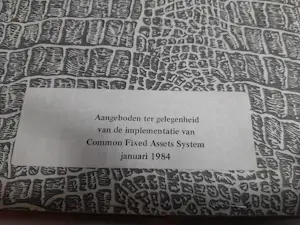 Aangeboden ter gelegenheid
van de implementatie van
Common Fixed Assets System
januari 1984